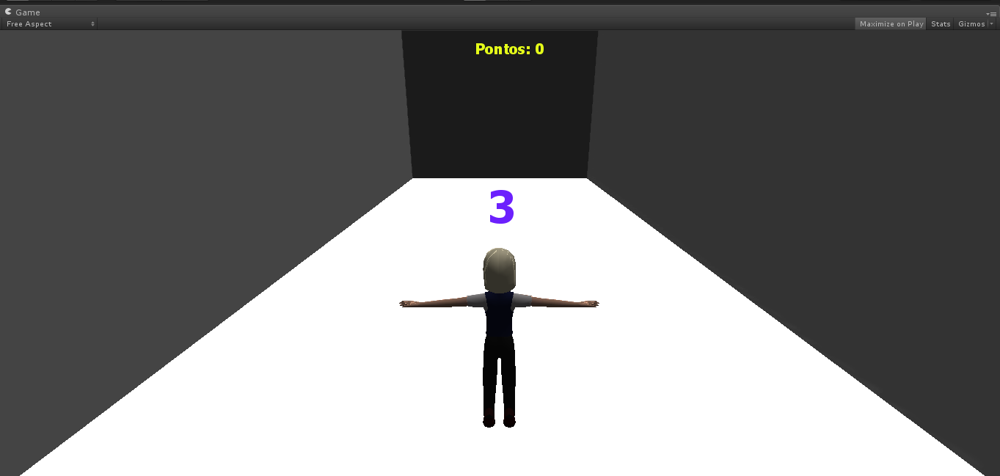 Game
Free Aspect
Maximize on Play Stats Gizmos
Pontos: 0
3